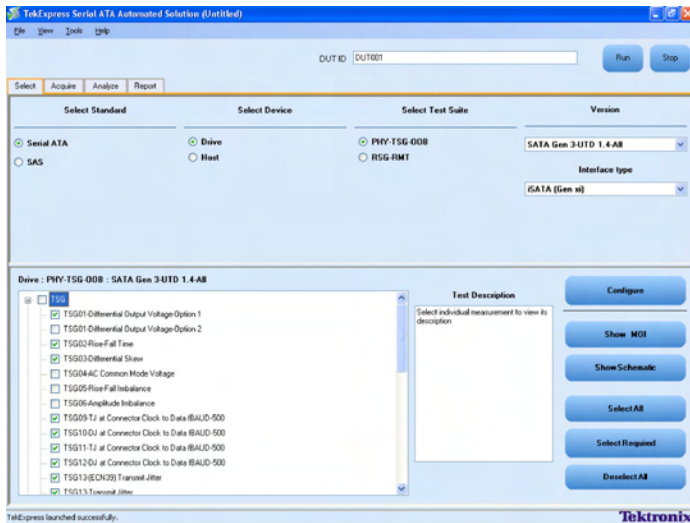 TekExpress Serial ATA Automated Solution (Untitled)
File View Tools Help
DUT ID DUT001
Run Stop
Select Acquire Analyze Report
Select Standard Select Device Select Test Suite Version
Serial ATA Drive PHY-TSG-OOB SATA Gen 3-UTD 1.4-All
SAS Host RSG-RMT
Interface type
iSATA (Gen xi)
Drive : PHY-TSG-OOB : SATA Gen 3-UTD 1.4-All
TSG
TSG01-Differential Output Voltage-Option 1
TSG01-Differential Output Voltage-Option 2
TSG02-Rise-Fall Time
TSG03-Differential Skew
TSG04-AC Common Mode Voltage
TSG05-Rise-Fall Imbalance
TSG06-Amplitude Imbalance
TSG09-TJ at Connector Clock to Data fBAUD-500
TSG10-DJ at Connector Clock to Data fBAUD-500
TSG11-TJ at Connector Clock to Data fBAUD-500
TSG12-DJ at Connector Clock to Data fBAUD-500
TSG13-(ECN39) Transmit Jitter
TSG13-Transmit Jitter
Test Description
Select individual measurement to view its
description
Configure
Show MOI
Show Schematic
Select All
Select Required
Deselect All
TekExpress launched successfully.
Tektronix